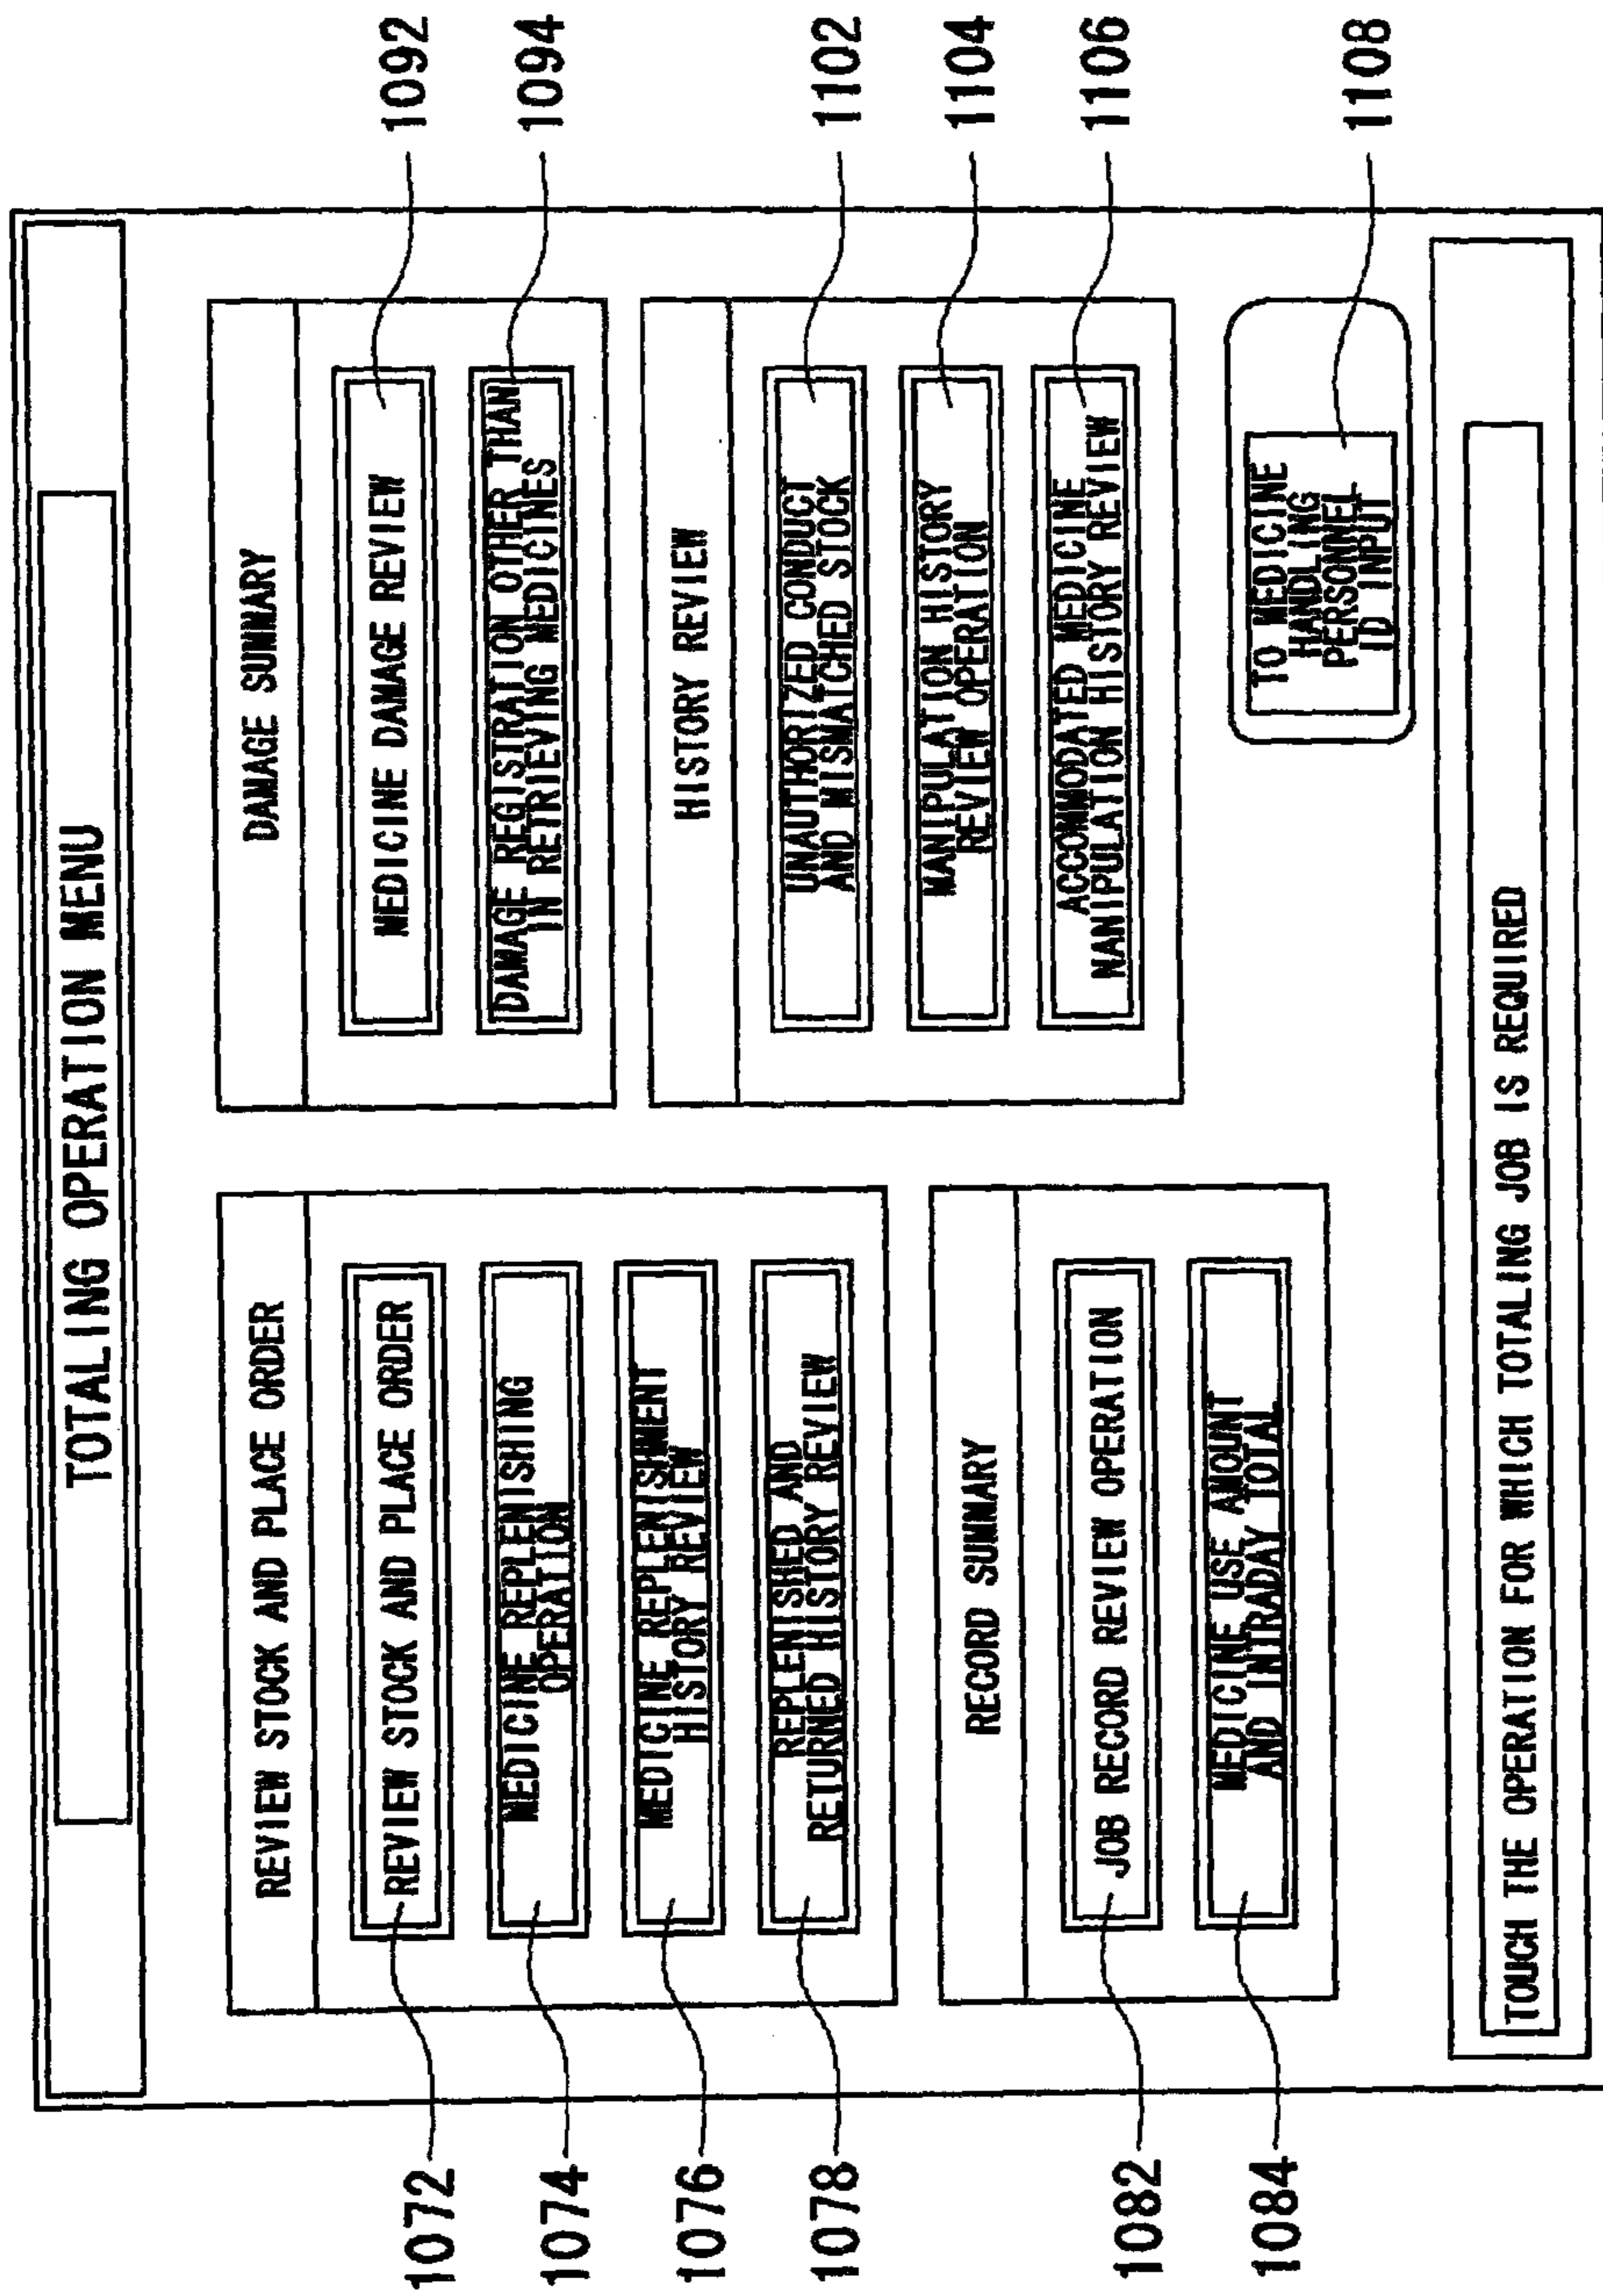 TOTALING OPERATION MENU
REVIEW STOCK AND PLACE ORDER
1072
REVIEW STOCK AND PLACE ORDER
1074
MEDICINE REPLENISHING
OPERATION
1076
MEDICINE REPLENISHMENT
HISTORY REVIEW
1078
REPLENISHED AND
RETURNED HISTORY REVIEW
RECORD SUMMARY
1082
JOB RECORD REVIEW OPERATION
1084
MEDICINE USE AMOUNT
AND INTRADAY TOTAL
DAMAGE SUMMARY
MEDICINE DAMAGE REVIEW
1092
DAMAGE REGISTRATION OTHER THAN
IN RETRIEVING MEDICINES
1094
HISTORY REVIEW
UNAUTHORIZED CONDUCT
AND MISMATCHED STOCK
1102
MANIPULATION HISTORY
REVIEW OPERATION
1104
ACCOMMODATED MEDICINE
NANIPULATION HISTORY REVIEW
1106
TO MEDICINE
HANDLING
PERSONNEL
ID INPUT
1108
TOUCH THE OPERATION FOR WHICH TOTALING JOB IS REQUIRED